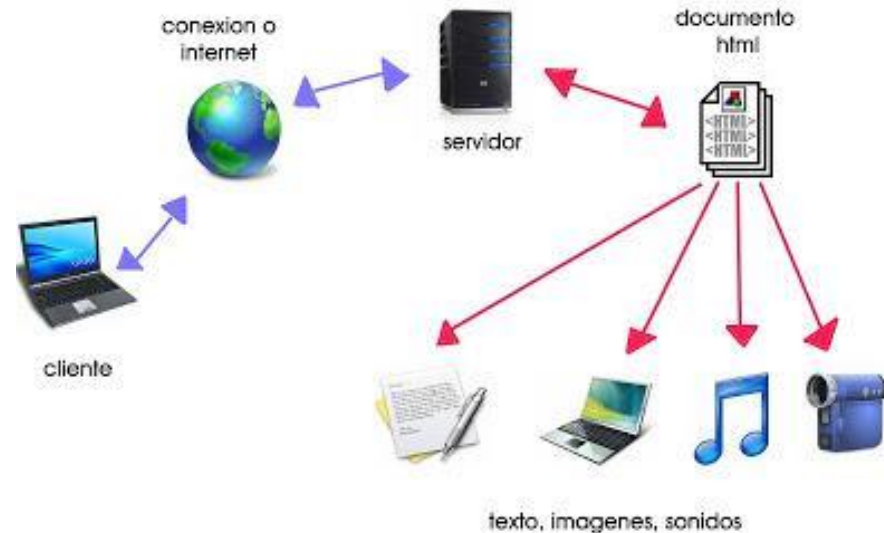 conexion o
internet
servidor
documento
html
<HTML>
<HTML>
<HTML>
cliente
texto, imagenes, sonidos